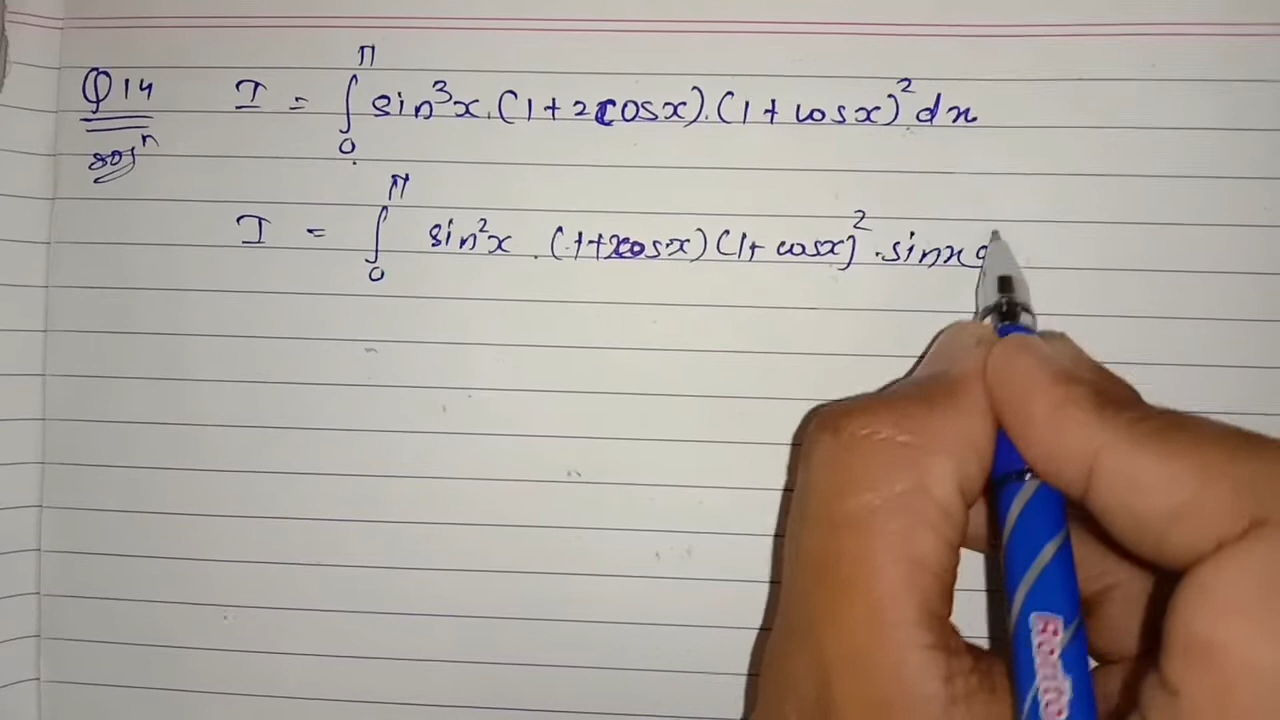 Q14 I = ∫₀^π sin³x.(1+2cosx).(1+cosx)² dx
solⁿ
I = ∫₀^π sin²x .(1+2cosx)(1+cosx)² .sinx d